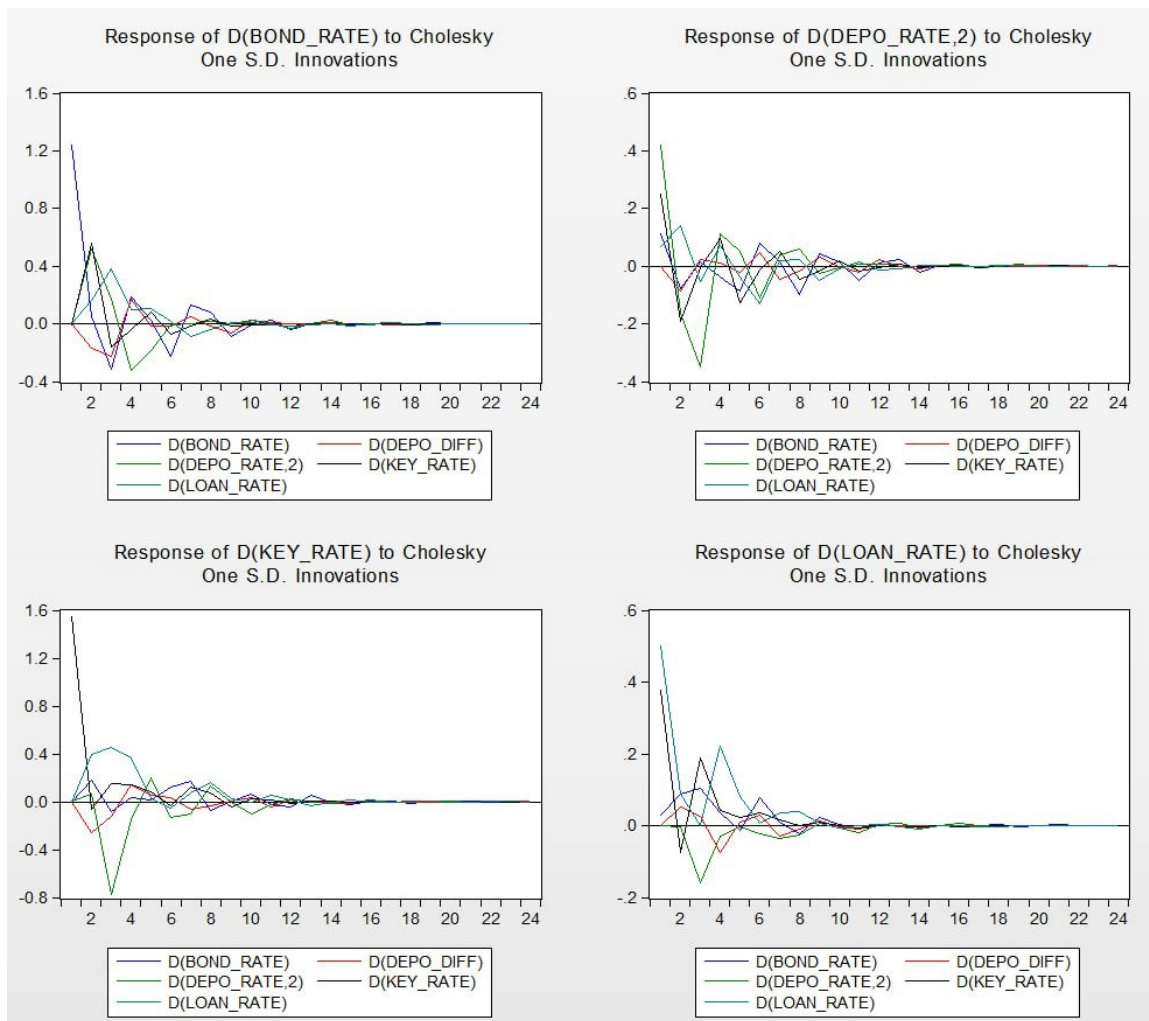 Response of D(BOND_RATE) to Cholesky
One S.D. Innovations
1.6
1.2
0.8
0.4
0.0
-0.4
2 4 6 8 10 12 14 16 18 20 22 24
D(BOND_RATE) D(DEPO_DIFF)
D(DEPO_RATE,2) D(KEY_RATE)
D(LOAN_RATE)
Response of D(DEPO_RATE,2) to Cholesky
One S.D. Innovations
.6
.4
.2
.0
-.2
-.4
2 4 6 8 10 12 14 16 18 20 22 24
D(BOND_RATE) D(DEPO_DIFF)
D(DEPO_RATE,2) D(KEY_RATE)
D(LOAN_RATE)
Response of D(KEY_RATE) to Cholesky
One S.D. Innovations
1.6
1.2
0.8
0.4
0.0
-0.4
-0.8
2 4 6 8 10 12 14 16 18 20 22 24
D(BOND_RATE) D(DEPO_DIFF)
D(DEPO_RATE,2) D(KEY_RATE)
D(LOAN_RATE)
Response of D(LOAN_RATE) to Cholesky
One S.D. Innovations
.6
.4
.2
.0
-.2
2 4 6 8 10 12 14 16 18 20 22 24
D(BOND_RATE) D(DEPO_DIFF)
D(DEPO_RATE,2) D(KEY_RATE)
D(LOAN_RATE)